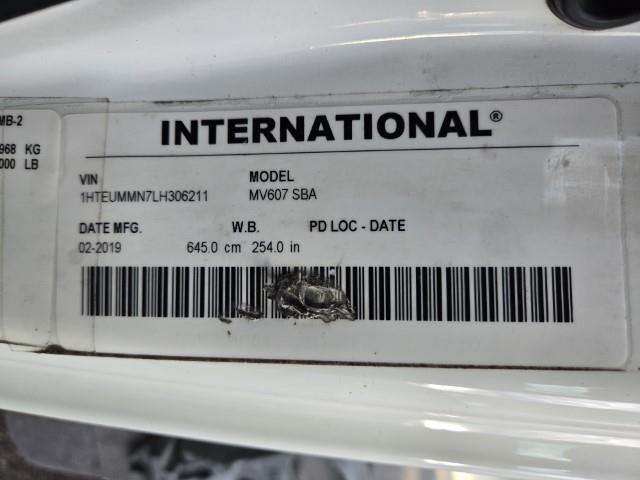 MB-2
968 KG
000 LB
INTERNATIONAL®
VIN MODEL
1HTEUMMN7LH306211 MV607 SBA
DATE MFG. W.B. PD LOC - DATE
02-2019 645.0 cm 254.0 in